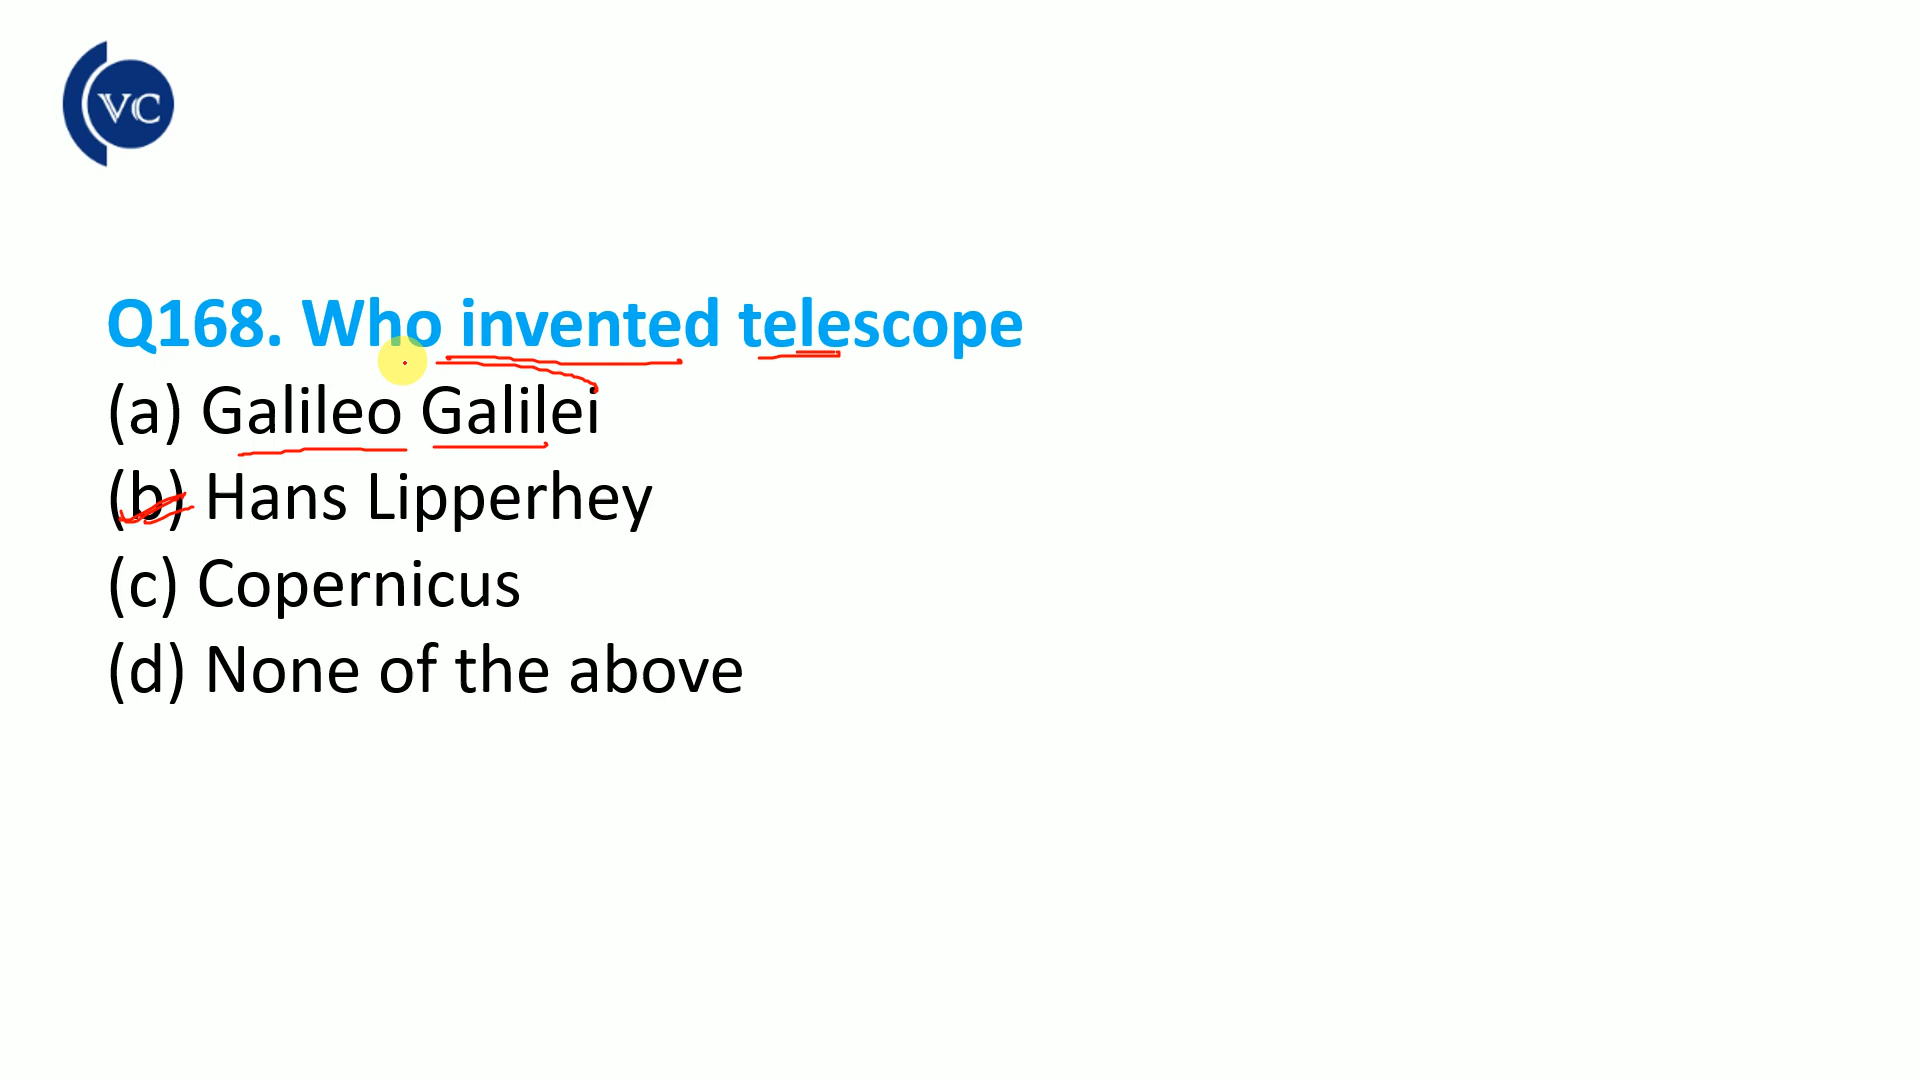 VC
Q168. Who invented telescope
(a) Galileo Galilei
(b) Hans Lipperhey
(c) Copernicus
(d) None of the above